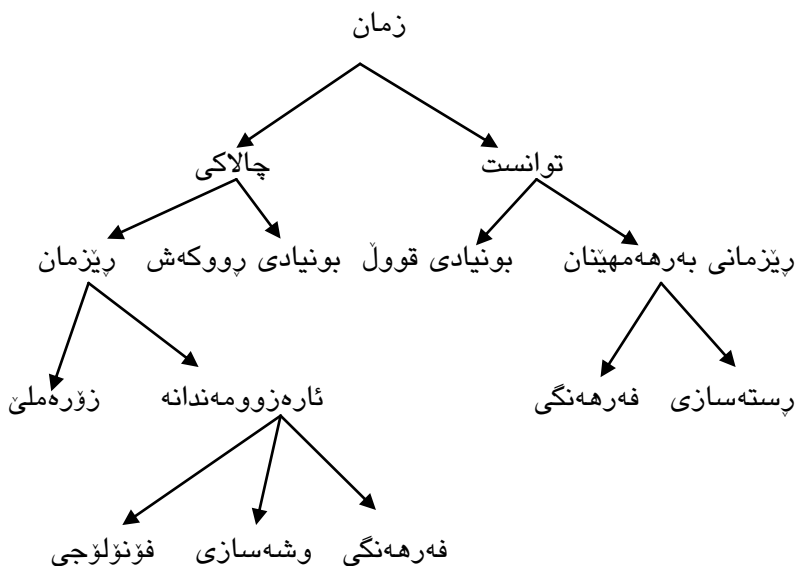 زمان
توانست چالاکی
ڕێزمانی بەرهەمهێنان بونیادی قووڵ بونیادی ڕووکەش ڕێزمان
ڕستەسازی فەرهەنگی ئارەزوومەندانە زۆرەملێ
فەرهەنگی وشەسازی فۆنۆلۆجی